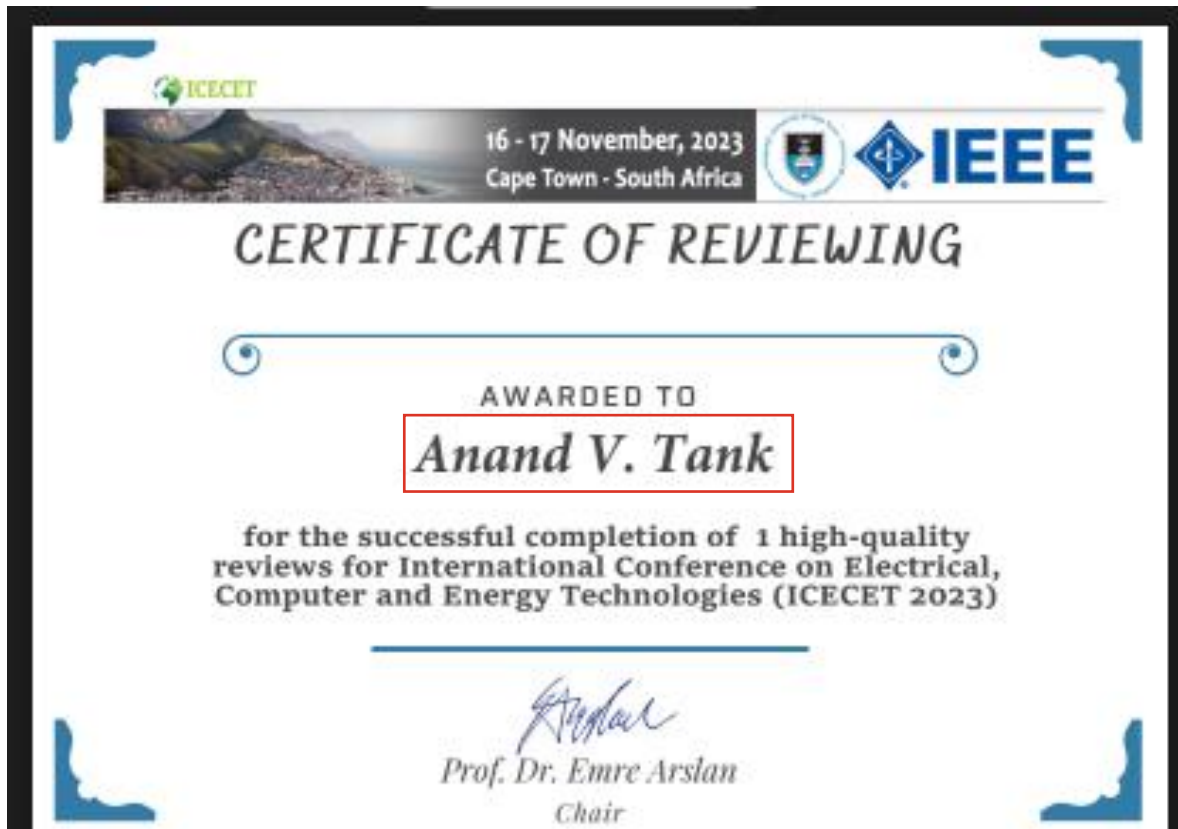 ICECET
16 - 17 November, 2023
Cape Town - South Africa
IEEE
CERTIFICATE OF REVIEWING
AWARDED TO
Anand V. Tank
for the successful completion of 1 high-quality
reviews for International Conference on Electrical,
Computer and Energy Technologies (ICECET 2023)
Prof. Dr. Emre Arslan
Chair